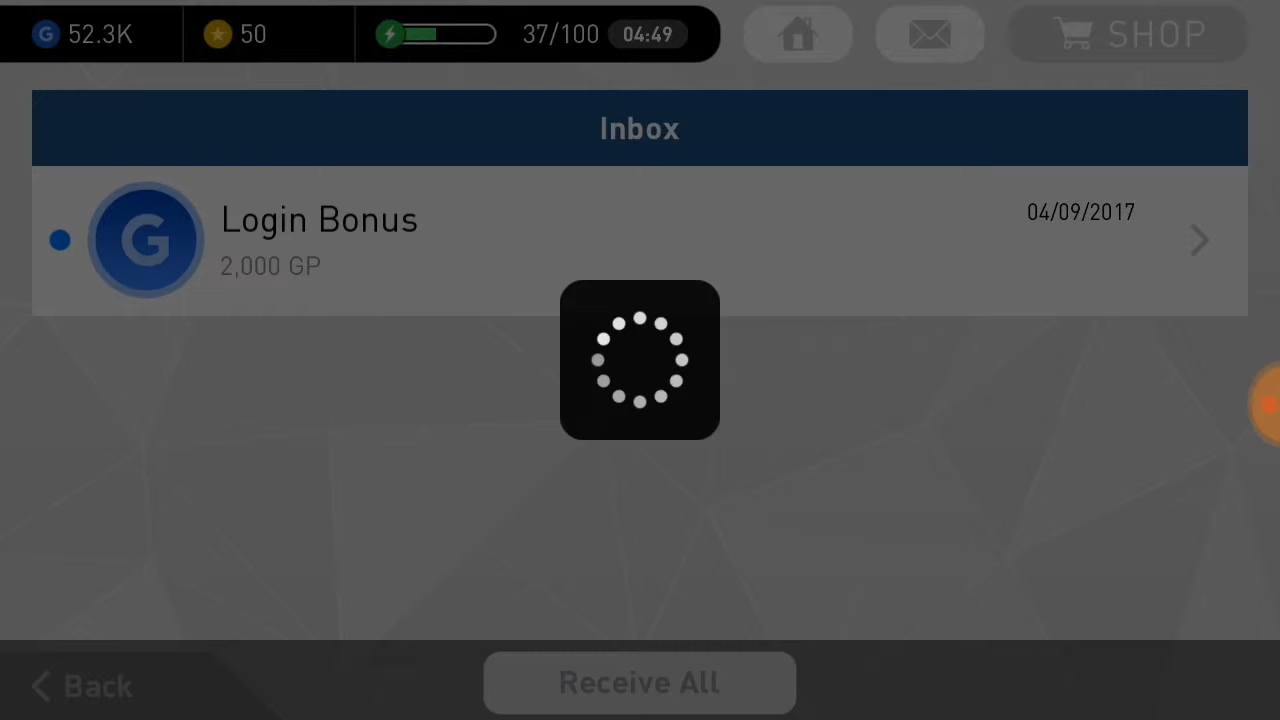 G 52.3K 50 37/100 04:49 SHOP
Inbox
G Login Bonus 04/09/2017
2,000 GP
Back Receive All